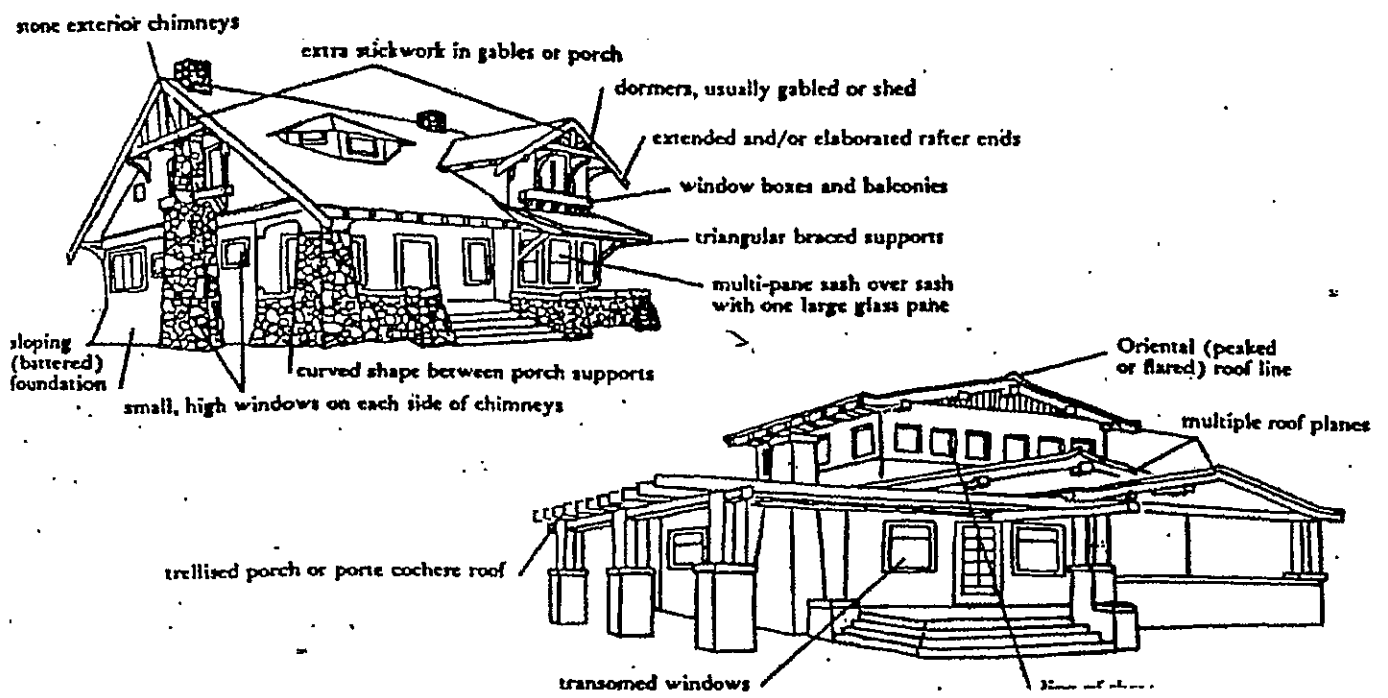 stone exterior chimneys
extra stickwork in gables or porch
dormers, usually gabled or shed
extended and/or elaborated rafter ends
window boxes and balconies
triangular braced supports
multi-pane sash over sash
with one large glass pane
sloping
(battered)
foundation
curved shape between porch supports
small, high windows on each side of chimneys
Oriental (peaked
or flared) roof line
multiple roof planes
trellised porch or porte cochere roof
transomed windows
line of